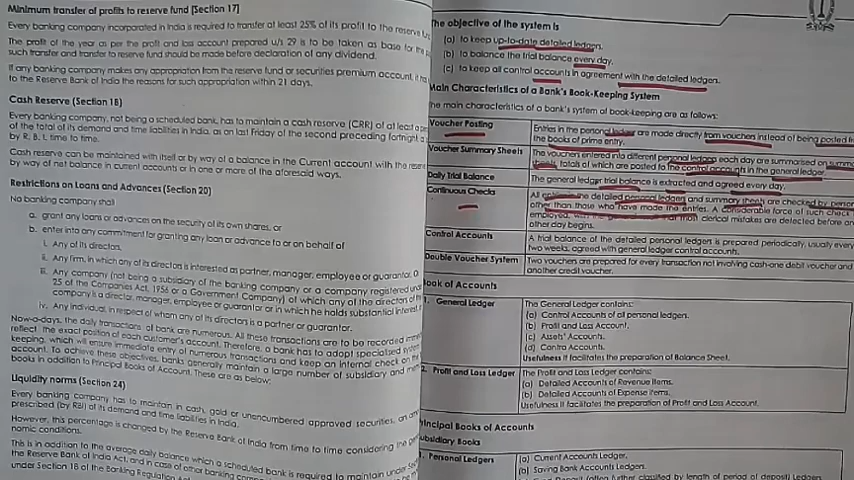 Minimum transfer of profits to reserve fund [Section 17]
Every banking company incorporated in India is required to transfer at least 25% of its profit to the reserve
The profit of the year as per the profit and loss account prepared u/s 29 is to be taken as base for the
such transfer and transfer to reserve fund should be made before declaration of any dividend.
If any banking company makes any appropriation from the reserve fund or securities premium account, it
to the Reserve Bank of India the reasons for such appropriation within 21 days.
Cash Reserve (Section 18)
Every banking company, not being a scheduled bank, has to maintain a cash reserve (CRR) of at least
of the total of its demand and time liabilities in India, as on last Friday of the second preceding fortnight
by R. B. I. time to time.
Cash reserve can be maintained with itself or by way of a balance in the Current account with the
by way of net balance in current accounts or in one or more of the aforesaid ways.
Restrictions on Loans and Advances (Section 20)
No banking company shall
a. grant any loans or advances on the security of its own shares, or
b. enter into any commitment for granting any loan or advance to or on behalf of
i. Any of its directors,
ii. Any firm, in which any of its directors is interested as partner, manager, employee or guarantor,
iii. Any company (not being a subsidiary of the banking company or a company registered
25 of the Companies Act, 1956 or a Government Company) of which any of the directors of
company is a director, manager, employee or guarantor or in which he holds substantial interest,
iv. Any individual, in respect of whom any of its directors is a partner or guarantor.
Now-a-days, the daily transactions of bank are numerous. All these transactions are to be recorded
reflect the exact position of each customer's account. Therefore, a bank has to adopt specialised
keeping, which will ensure immediate entry of numerous transactions and keep an internal check on
account. To achieve these objectives, banks generally maintain a large number of subsidiary and
books in addition to Principal Books of Account. These are as below:
Liquidity norms (Section 24)
Every banking company has to maintain in cash, gold or unencumbered approved securities, an
prescribed (by RBI) of its demand and time liabilities in India.
However, this percentage is changed by the Reserve Bank of India from time to time considering the
nomic conditions.
This is in addition to the average daily balance which a scheduled bank is required to maintain under
the Reserve Bank of India Act, and in case of other banking
under Section 18 of the Banking Regulation
The objective of the system is
(a) to keep up-to-date detailed ledgers.
(b) to balance the trial balance every day.
(c) to keep all control accounts in agreement with the detailed ledgers.
Main Characteristics of a Bank's Book-Keeping System
The main characteristics of a bank's system of book-keeping are as follows:
Voucher Posting Entries in the personal ledger are made directly from vouchers instead of being posted
the books of prime entry.
Voucher Summary Sheets The vouchers entered into different personal ledgers each day are summarised on
sheets, totals of which are posted to the control accounts in the general ledger.
Daily Trial Balance The general ledger trial balance is extracted and agreed every day.
Continuous Checks All the detailed personal ledgers and summary sheets are checked by
other than those who have made the entries. A considerable force of such check
employed, with the that most clerical mistakes are detected before
other day begins.
Control Accounts A trial balance of the detailed personal ledgers is prepared periodically, usually every
two weeks, agreed with general ledger control accounts.
Double Voucher System Two vouchers are prepared for every transaction not involving cash-one debit voucher and
another credit voucher.
Book of Accounts
1. General Ledger The General Ledger contains:
(a) Control Accounts of all personal ledgers.
(b) Profit and Loss Account.
(c) Assets' Accounts.
(d) Contra Accounts.
Usefulness It facilitates the preparation of Balance Sheet.
2. Profit and Loss Ledger The Profit and Loss Ledger contains:
(a) Detailed Accounts of Revenue items.
(b) Detailed Accounts of Expense items.
Usefulness It facilitates the preparation of Profit and Loss Account.
Principal Books of Accounts
Subsidiary Books
1. Personal Ledgers (a) Current Accounts Ledger.
(b) Saving Bank Accounts Ledger.
(often further classified by length of period of deposit) Ledgers